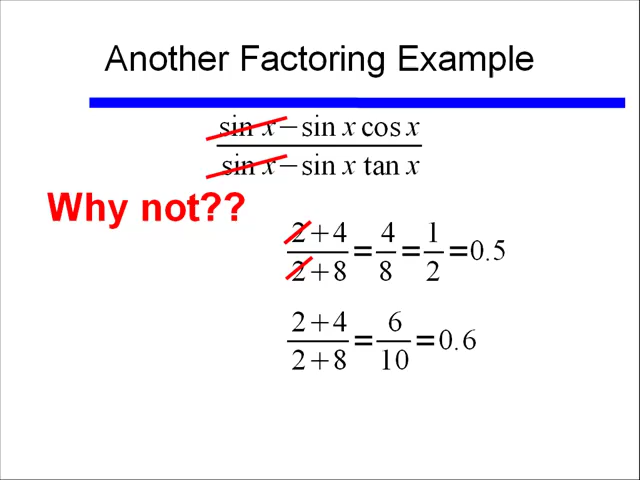 Another Factoring Example
sin x − sin x cos x
sin x − sin x tan x
Why not??
2+4 / 2+8 = 4/8 = 1/2 = 0.5
2+4 / 2+8 = 6/10 = 0.6